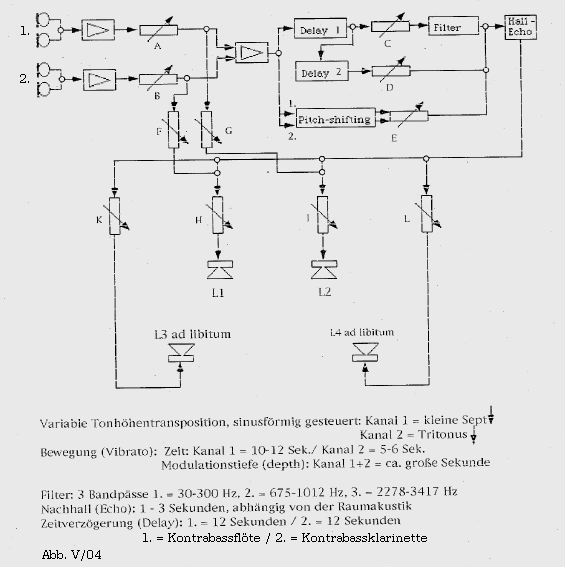 1.
2.
A
B
C
D
E
F
G
H
I
K
L
Delay 1
Delay 2
Filter
Hall-
Echo
1.
Pitch-shifting
2.
L1
L2
L3 ad libitum
L4 ad libitum
Variable Tonhöhentransposition, sinusförmig gesteuert: Kanal 1 = kleine Sept
Kanal 2 = Tritonus
Bewegung (Vibrato): Zeit: Kanal 1 = 10-12 Sek./ Kanal 2 = 5-6 Sek.
Modulationstiefe (depth): Kanal 1+2 = ca. große Sekunde
Filter: 3 Bandpässe 1. = 30-300 Hz, 2. = 675-1012 Hz, 3. = 2278-3417 Hz
Nachhall (Echo): 1 - 3 Sekunden, abhängig von der Raumakustik
Zeitverzögerung (Delay): 1. = 12 Sekunden / 2. = 12 Sekunden
1. = Kontrabassflöte / 2. = Kontrabassklarinette
Abb. V/04